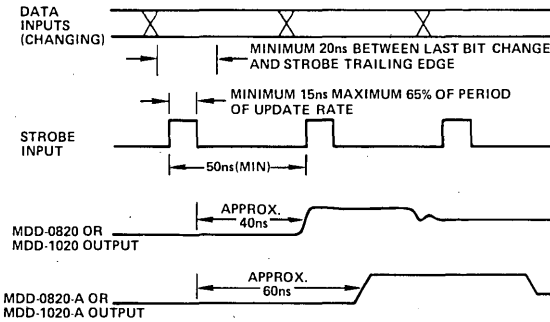 DATA
INPUTS
(CHANGING)
MINIMUM 20ns BETWEEN LAST BIT CHANGE
AND STROBE TRAILING EDGE
MINIMUM 15ns MAXIMUM 65% OF PERIOD
OF UPDATE RATE
STROBE
INPUT
50ns(MIN)
APPROX.
40ns
MDD-0820 OR
MDD-1020 OUTPUT
APPROX.
60ns
MDD-0820-A OR
MDD-1020-A OUTPUT